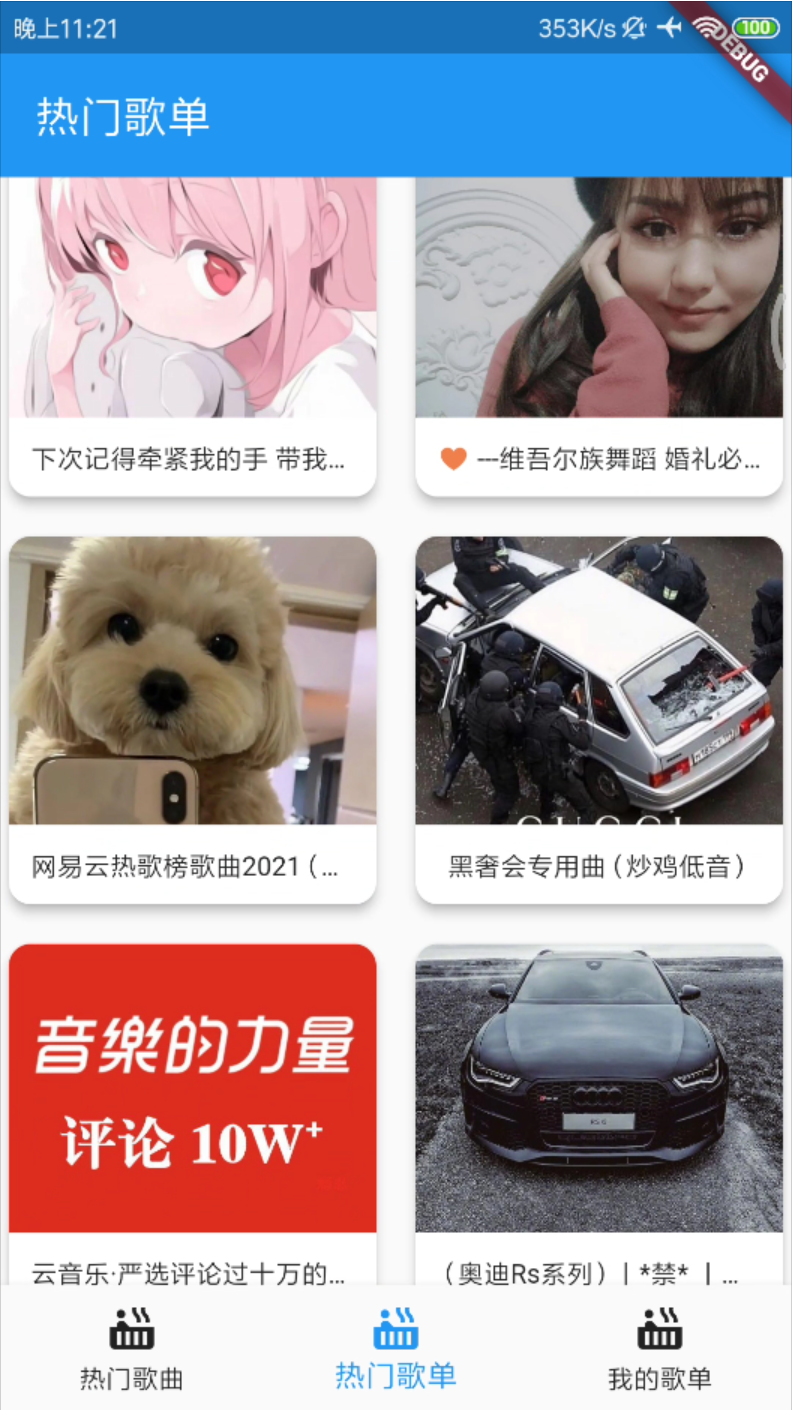 晚上11:21
353K/s
100
DEBUG
热门歌单
下次记得牵紧我的手 带我...
🧡 ---维吾尔族舞蹈 婚礼必...
网易云热歌榜歌曲2021（...
黑奢会专用曲（炒鸡低音）
音樂的力量
评论 10W+
云音乐·严选评论过十万的...
（奥迪Rs系列）| *禁* | ...
热门歌曲
热门歌单
我的歌单